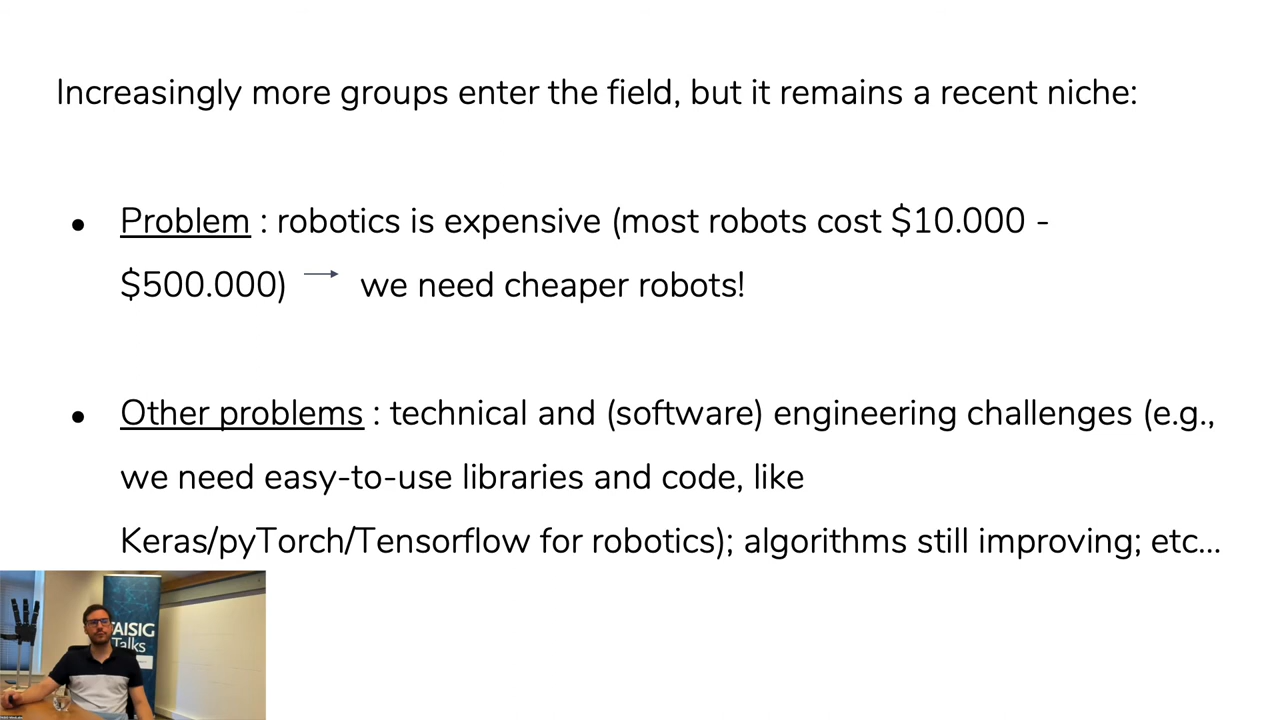 Increasingly more groups enter the field, but it remains a recent niche:
● Problem : robotics is expensive (most robots cost $10.000 -
$500.000) → we need cheaper robots!
● Other problems : technical and (software) engineering challenges (e.g.,
we need easy-to-use libraries and code, like
Keras/pyTorch/Tensorflow for robotics); algorithms still improving; etc...
AISIG
Talks